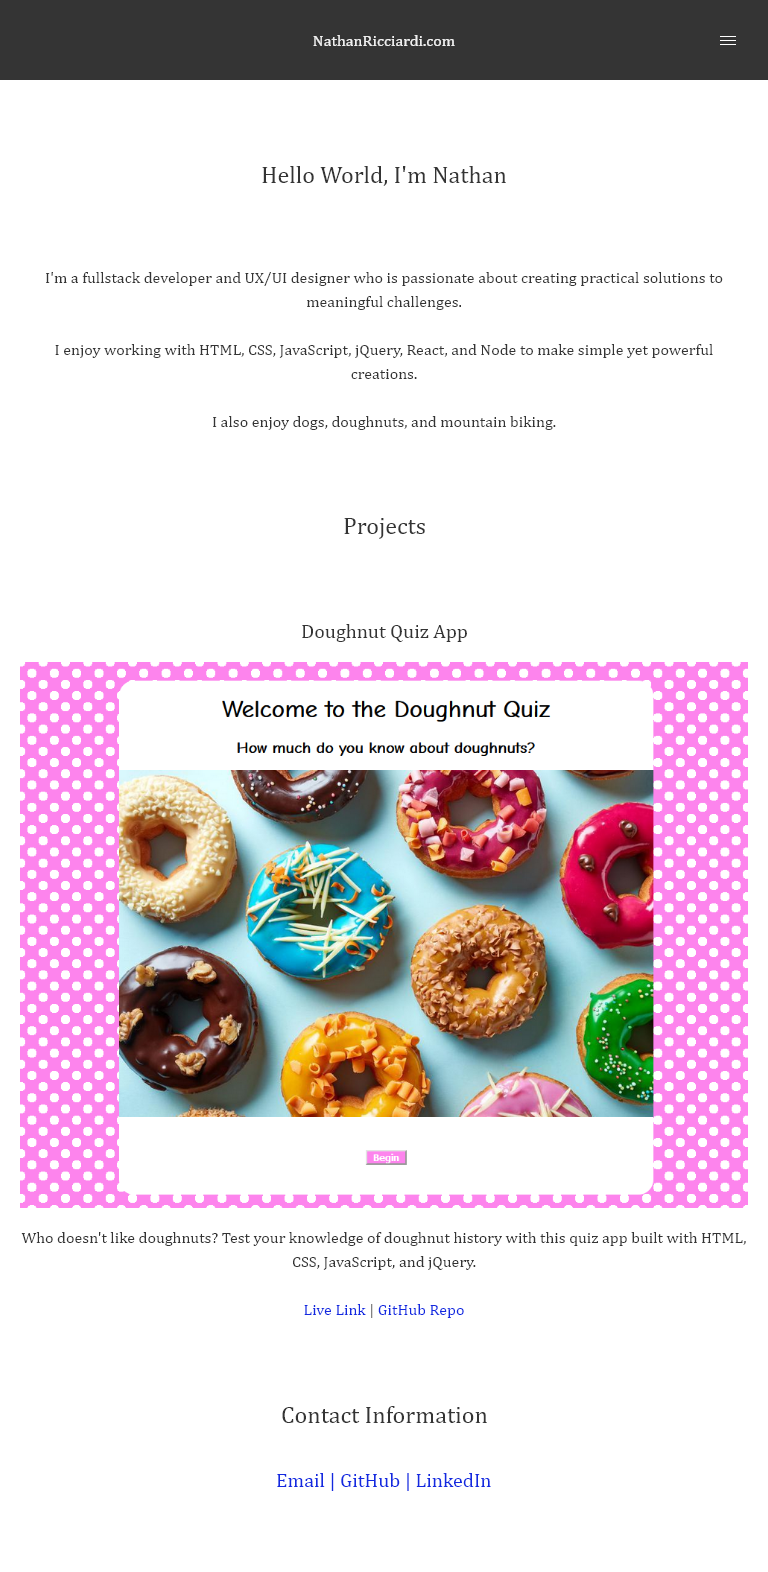 NathanRicciardi.com
Hello World, I'm Nathan
I'm a fullstack developer and UX/UI designer who is passionate about creating practical solutions to
meaningful challenges.
I enjoy working with HTML, CSS, JavaScript, jQuery, React, and Node to make simple yet powerful
creations.
I also enjoy dogs, doughnuts, and mountain biking.
Projects
Doughnut Quiz App
Welcome to the Doughnut Quiz
How much do you know about doughnuts?
Begin
Who doesn't like doughnuts? Test your knowledge of doughnut history with this quiz app built with HTML,
CSS, JavaScript, and jQuery.
Live Link | GitHub Repo
Contact Information
Email | GitHub | LinkedIn